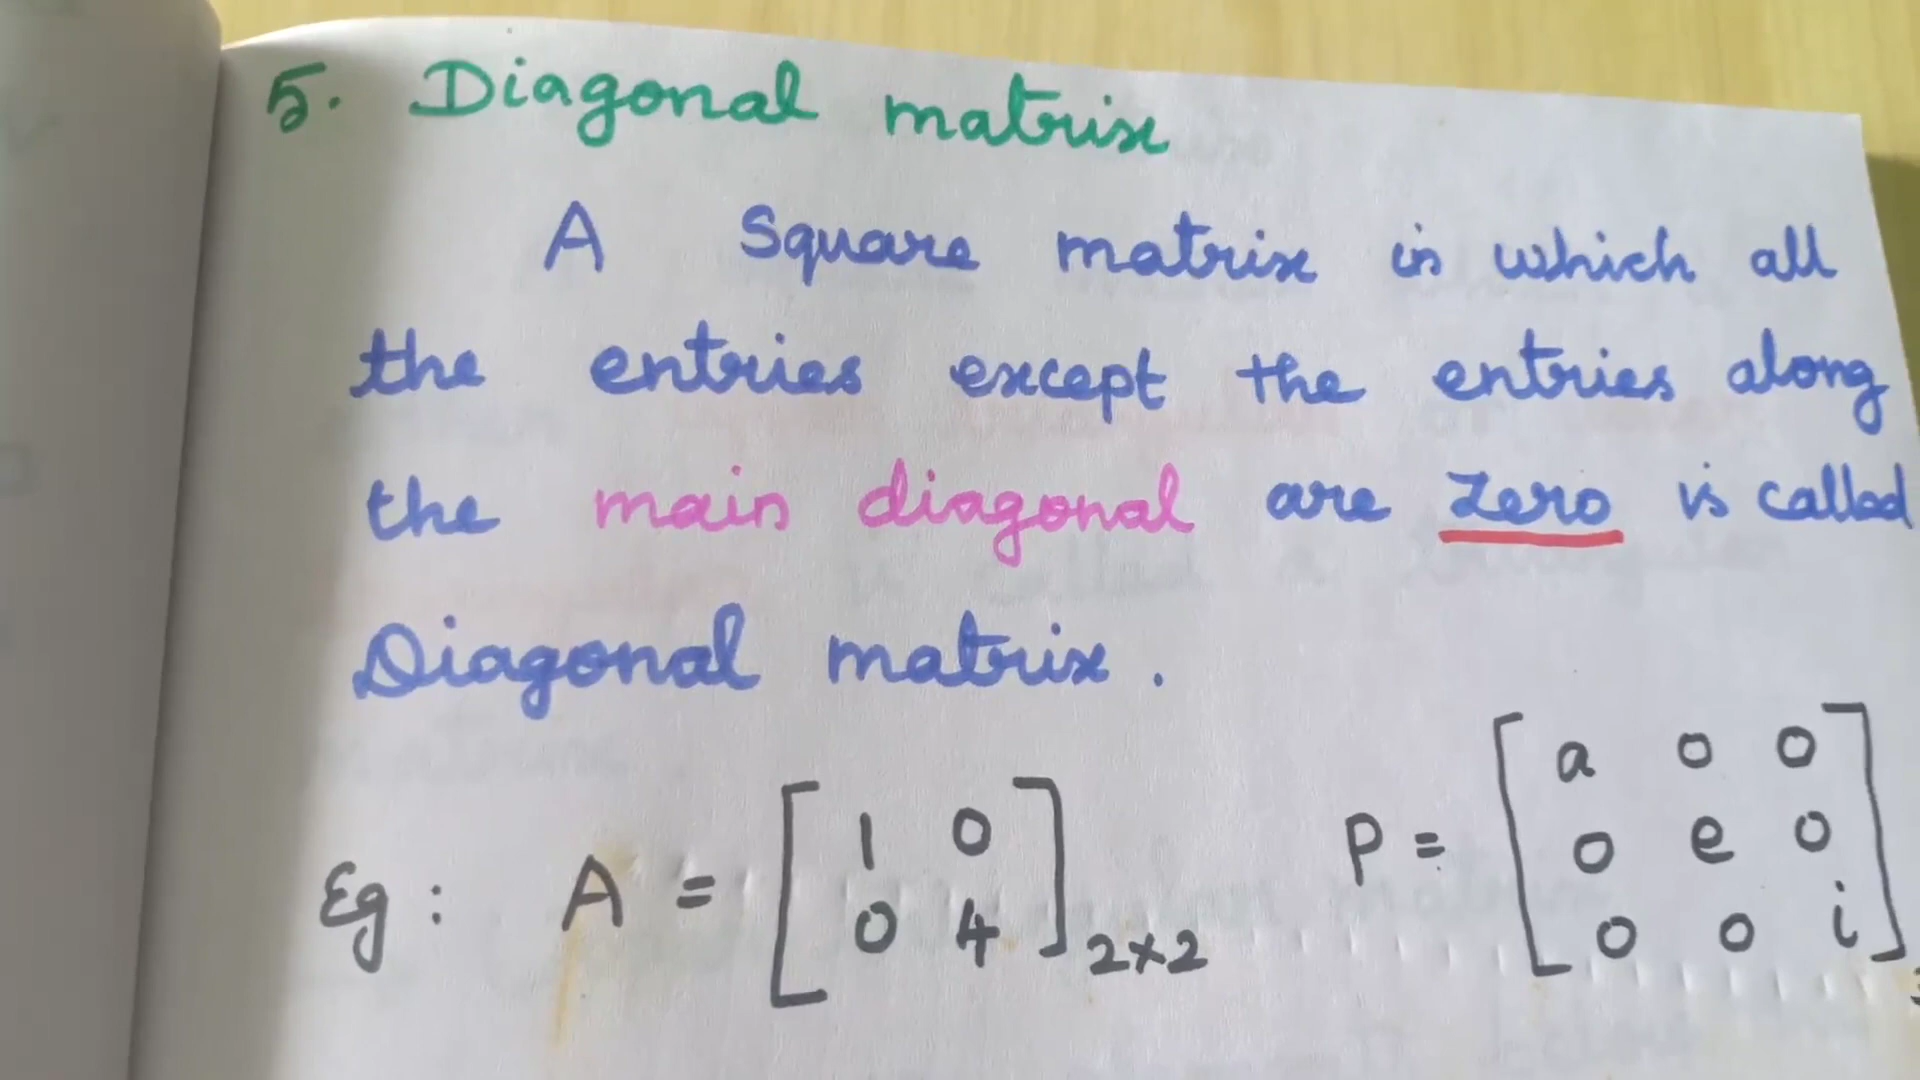 5. Diagonal matrix
A Square matrix in which all
the entries except the entries along
the main diagonal are zero is called
Diagonal matrix.
Eg: A = [1 0
0 4]2×2
P = [a 0 0
0 e 0
0 0 i]